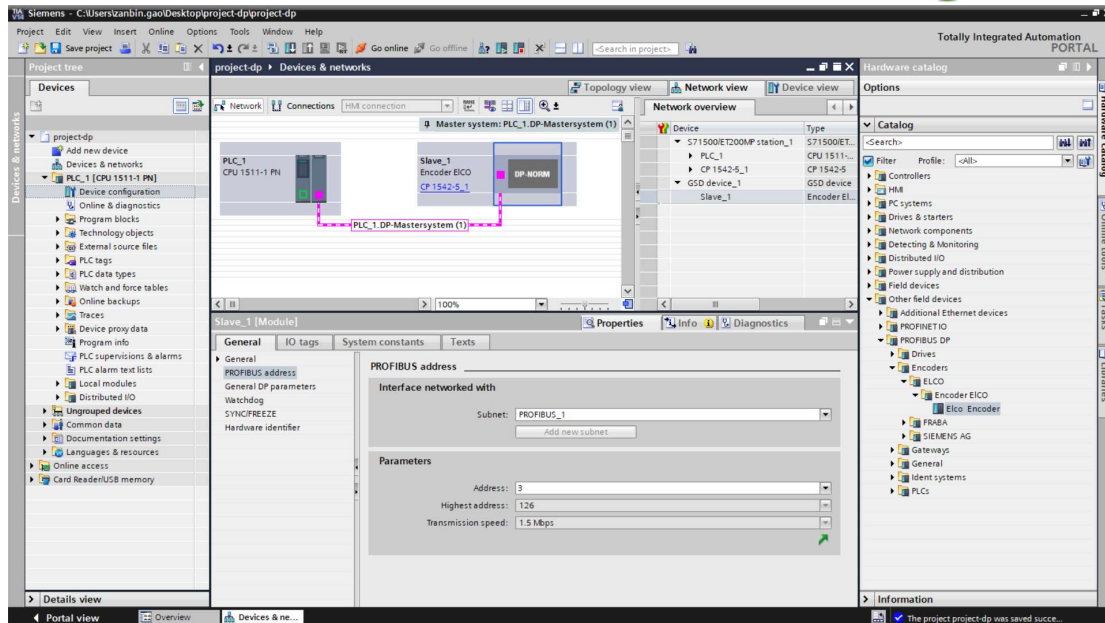 Siemens - C:\Users\zanbin.gao\Desktop\project-dp\project-dp
Project Edit View Insert Online Options Tools Window Help
Totally Integrated Automation
PORTAL
Save project
Go online
Go offline
<Search in project>
Project tree
Devices
project-dp
Add new device
Devices & networks
PLC_1 [CPU 1511-1 PN]
Device configuration
Online & diagnostics
Program blocks
Technology objects
External source files
PLC tags
PLC data types
Watch and force tables
Online backups
Traces
Device proxy data
Program info
PLC supervisions & alarms
PLC alarm text lists
Local modules
Distributed I/O
Ungrouped devices
Common data
Documentation settings
Languages & resources
Online access
Card Reader/USB memory
Details view
Devices & networks
project-dp ▸ Devices & networks
Topology view
Network view
Device view
Network
Connections
HMI connection
Master system: PLC_1.DP-Mastersystem (1)
PLC_1
CPU 1511-1 PN
Slave_1
Encoder ElCO
CP 1542-5_1
DP-NORM
PLC_1.DP-Mastersystem (1)
100%
Network overview
Device Type
S71500/ET200MP station_1 S71500/ET...
PLC_1 CPU 1511-...
CP 1542-5_1 CP 1542-5
GSD device_1 GSD device
Slave_1 Encoder El...
Slave_1 [Module]
Properties
Info
Diagnostics
General
IO tags
System constants
Texts
General
PROFIBUS address
General DP parameters
Watchdog
SYNC/FREEZE
Hardware identifier
PROFIBUS address
Interface networked with
Subnet: PROFIBUS_1
Add new subnet
Parameters
Address: 3
Highest address: 126
Transmission speed: 1.5 Mbps
Hardware catalog
Options
Catalog
<Search>
Filter Profile: <All>
Controllers
HMI
PC systems
Drives & starters
Network components
Detecting & Monitoring
Distributed I/O
Power supply and distribution
Field devices
Other field devices
Additional Ethernet devices
PROFINET IO
PROFIBUS DP
Drives
Encoders
ELCO
Encoder ElCO
Elco Encoder
FRABA
SIEMENS AG
Gateways
General
Ident systems
PLCs
Information
Hardware catalog
Online tools
Tasks
Libraries
Portal view
Overview
Devices & ne...
The project project-dp was saved succe...